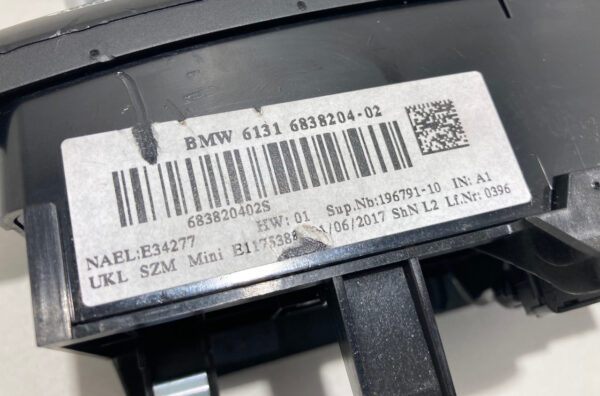 BMW 6131 6838204-02
683820402S
HW: 01 Sup.Nb:196791-10 IN: A1
NAEL:E34277
UKL SZM Mini /06/2017 ShN L2 Lf.Nr: 0396